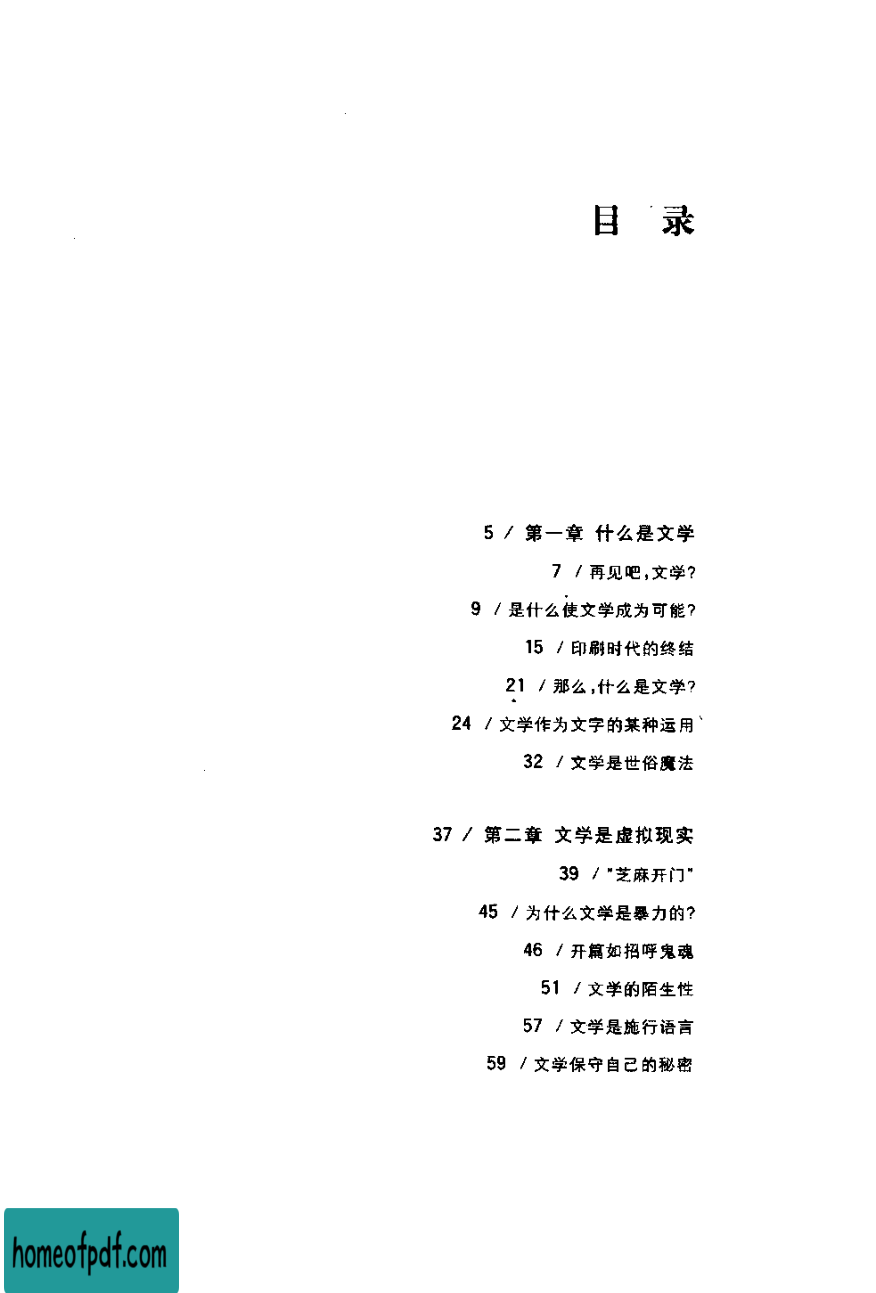 目 录
5 / 第一章 什么是文学
7 / 再见吧,文学?
9 / 是什么使文学成为可能?
15 / 印刷时代的终结
21 / 那么,什么是文学?
24 / 文学作为文字的某种运用
32 / 文学是世俗魔法
37 / 第二章 文学是虚拟现实
39 / "芝麻开门"
45 / 为什么文学是暴力的?
46 / 开篇如招呼鬼魂
51 / 文学的陌生性
57 / 文学是施行语言
59 / 文学保守自己的秘密
homeofpdf.com